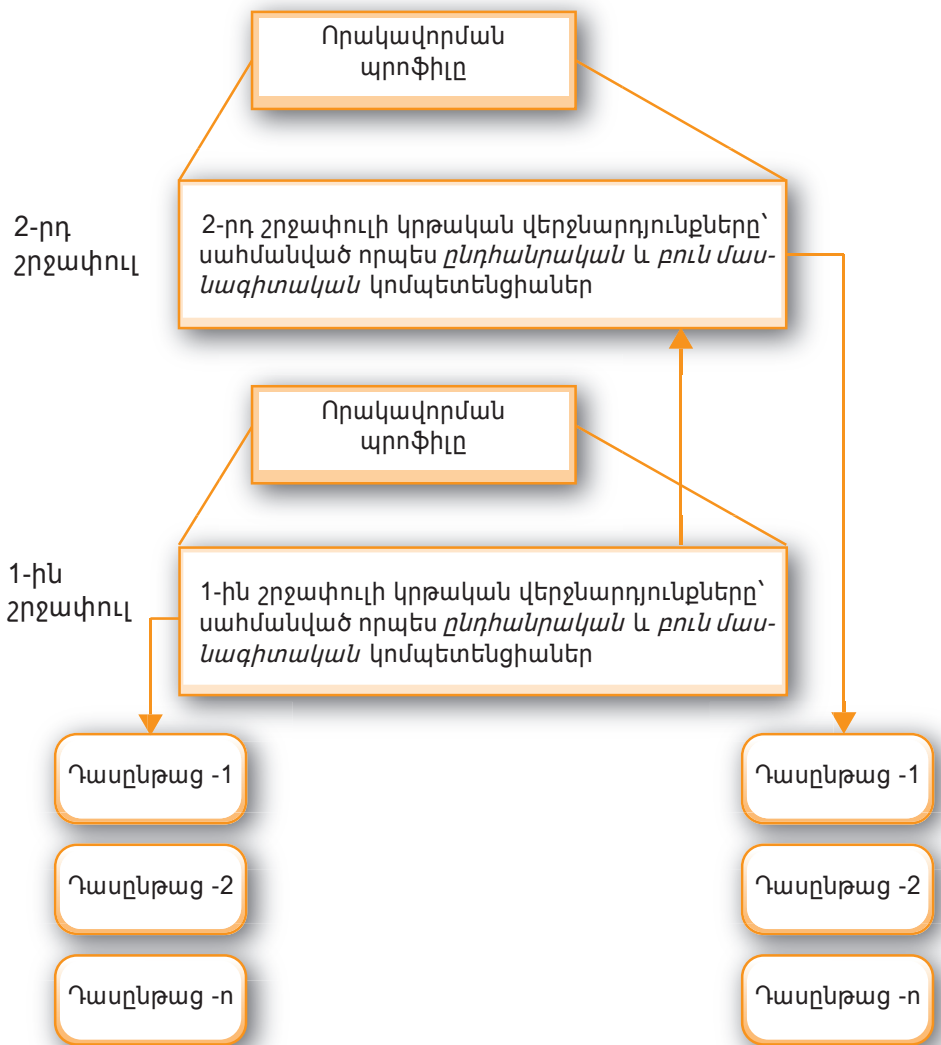 Որակավորման
պրոֆիլը
2-րդ
շրջափուլ
2-րդ շրջափուլի կրթական վերջնարդյունքները՝
սահմանված որպես ընդհանրական և բուն մաս-
նագիտական կոմպետենցիաներ
Որակավորման
պրոֆիլը
1-ին
շրջափուլ
1-ին շրջափուլի կրթական վերջնարդյունքները՝
սահմանված որպես ընդհանրական և բուն մաս-
նագիտական կոմպետենցիաներ
Դասընթաց -1
Դասընթաց -2
Դասընթաց -n
Դասընթաց -1
Դասընթաց -2
Դասընթաց -n